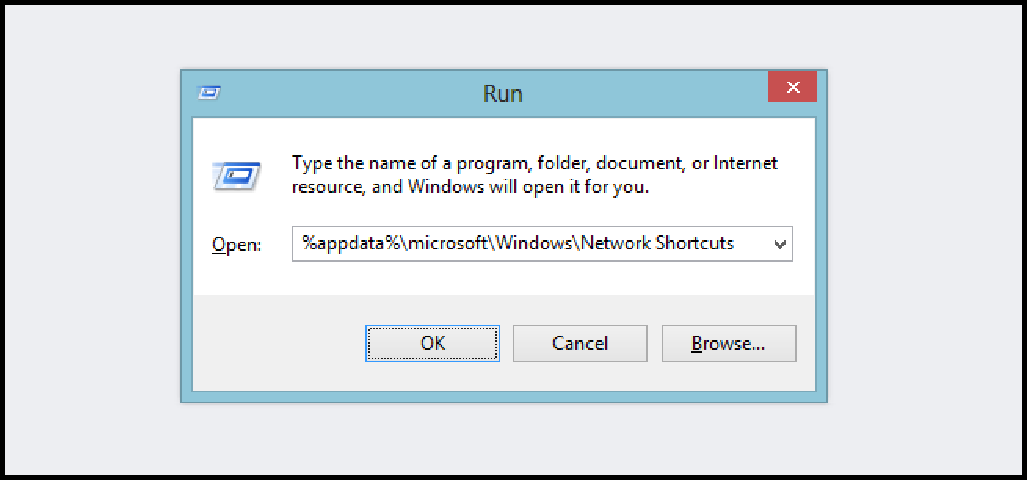 Run
Type the name of a program, folder, document, or Internet
resource, and Windows will open it for you.
Open: %appdata%\microsoft\Windows\Network Shortcuts
OK Cancel Browse...